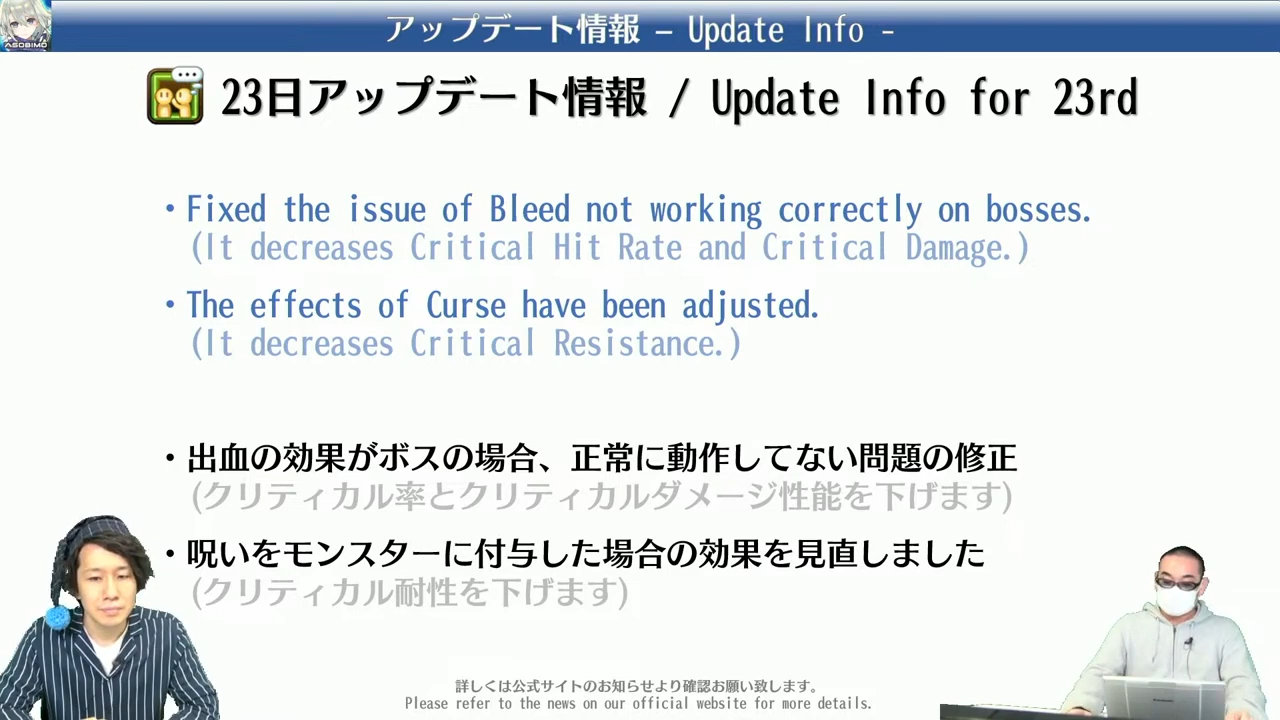 アップデート情報 – Update Info -
ASOBIMO
23日アップデート情報 / Update Info for 23rd
・Fixed the issue of Bleed not working correctly on bosses.
(It decreases Critical Hit Rate and Critical Damage.)
・The effects of Curse have been adjusted.
(It decreases Critical Resistance.)
・出血の効果がボスの場合、正常に動作してない問題の修正
(クリティカル率とクリティカルダメージ性能を下げます)
・呪いをモンスターに付与した場合の効果を見直しました
(クリティカル耐性を下げます)
詳しくは公式サイトのお知らせより確認お願い致します。
Please refer to the news on our official website for more details.